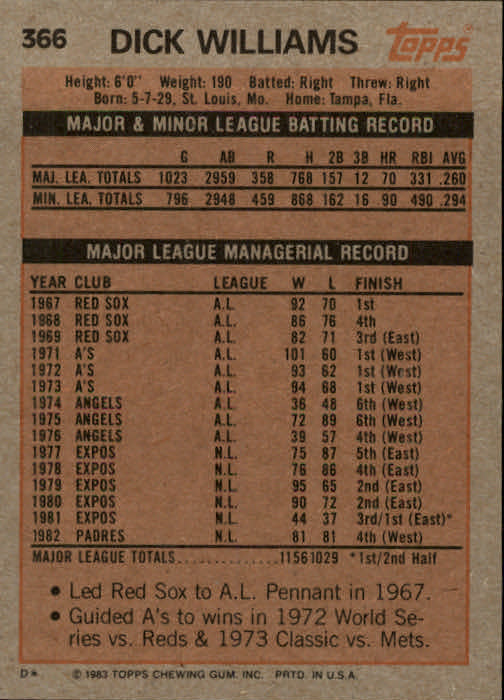 366 DICK WILLIAMS topps
Height: 6'0" Weight: 190 Batted: Right Threw: Right
Born: 5-7-29, St. Louis, Mo. Home: Tampa, Fla.
MAJOR & MINOR LEAGUE BATTING RECORD
G AB R H 2B 3B HR RBI AVG
MAJ. LEA. TOTALS 1023 2959 358 768 157 12 70 331 .260
MIN. LEA. TOTALS 796 2948 459 868 162 16 90 490 .294
MAJOR LEAGUE MANAGERIAL RECORD
YEAR CLUB LEAGUE W L FINISH
1967 RED SOX A.L. 92 70 1st
1968 RED SOX A.L. 86 76 4th
1969 RED SOX A.L. 82 71 3rd (East)
1971 A'S A.L. 101 60 1st (West)
1972 A'S A.L. 93 62 1st (West)
1973 A'S A.L. 94 68 1st (West)
1974 ANGELS A.L. 36 48 6th (West)
1975 ANGELS A.L. 72 89 6th (West)
1976 ANGELS A.L. 39 57 4th (West)
1977 EXPOS N.L. 75 87 5th (East)
1978 EXPOS N.L. 76 86 4th (East)
1979 EXPOS N.L. 95 65 2nd (East)
1980 EXPOS N.L. 90 72 2nd (East)
1981 EXPOS N.L. 44 37 3rd/1st (East)*
1982 PADRES N.L. 81 81 4th (West)
MAJOR LEAGUE TOTALS.............. 11561029 *1st/2nd Half
• Led Red Sox to A.L. Pennant in 1967.
• Guided A's to wins in 1972 World Se-
ries vs. Reds & 1973 Classic vs. Mets.
D* © 1983 TOPPS CHEWING GUM, INC. PRTD. IN U.S.A.